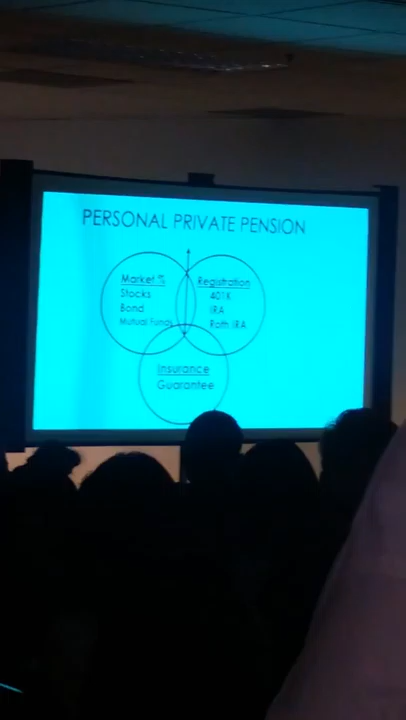 PERSONAL PRIVATE PENSION
Market %
Stocks
Bond
Mutual Funds
Registration
401K
IRA
Roth IRA
Insurance
Guarantee